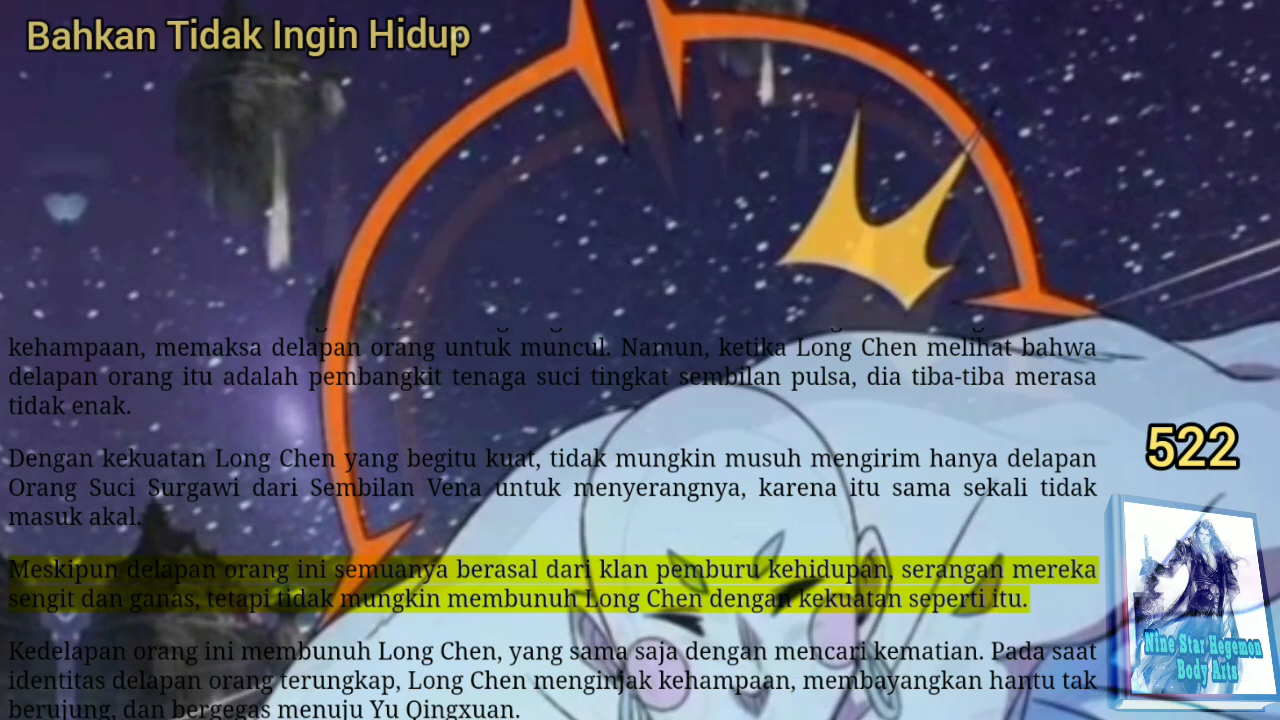 Bahkan Tidak Ingin Hidup
kehampaan, memaksa delapan orang untuk muncul. Namun, ketika Long Chen melihat bahwa
delapan orang itu adalah pembangkit tenaga suci tingkat sembilan pulsa, dia tiba-tiba merasa
tidak enak.
522
Dengan kekuatan Long Chen yang begitu kuat, tidak mungkin musuh mengirim hanya delapan
Orang Suci Surgawi dari Sembilan Vena untuk menyerangnya, karena itu sama sekali tidak
masuk akal.
Meskipun delapan orang ini semuanya berasal dari klan pemburu kehidupan, serangan mereka
sengit dan ganas, tetapi tidak mungkin membunuh Long Chen dengan kekuatan seperti itu.
Kedelapan orang ini membunuh Long Chen, yang sama saja dengan mencari kematian. Pada saat
identitas delapan orang terungkap, Long Chen menginjak kehampaan, membayangkan hantu tak
berujung, dan bergegas menuju Yu Qingxuan.
Nine Star Hegemon
Body Arts